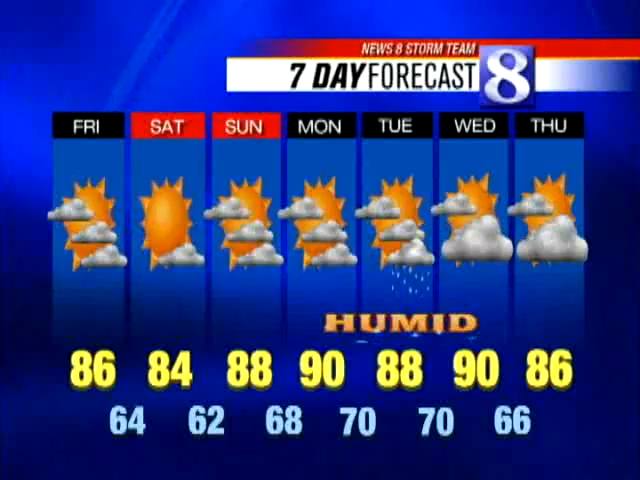 NEWS 8 STORM TEAM
7 DAY FORECAST 8
FRI SAT SUN MON TUE WED THU
HUMID
86 84 88 90 88 90 86
64 62 68 70 70 66